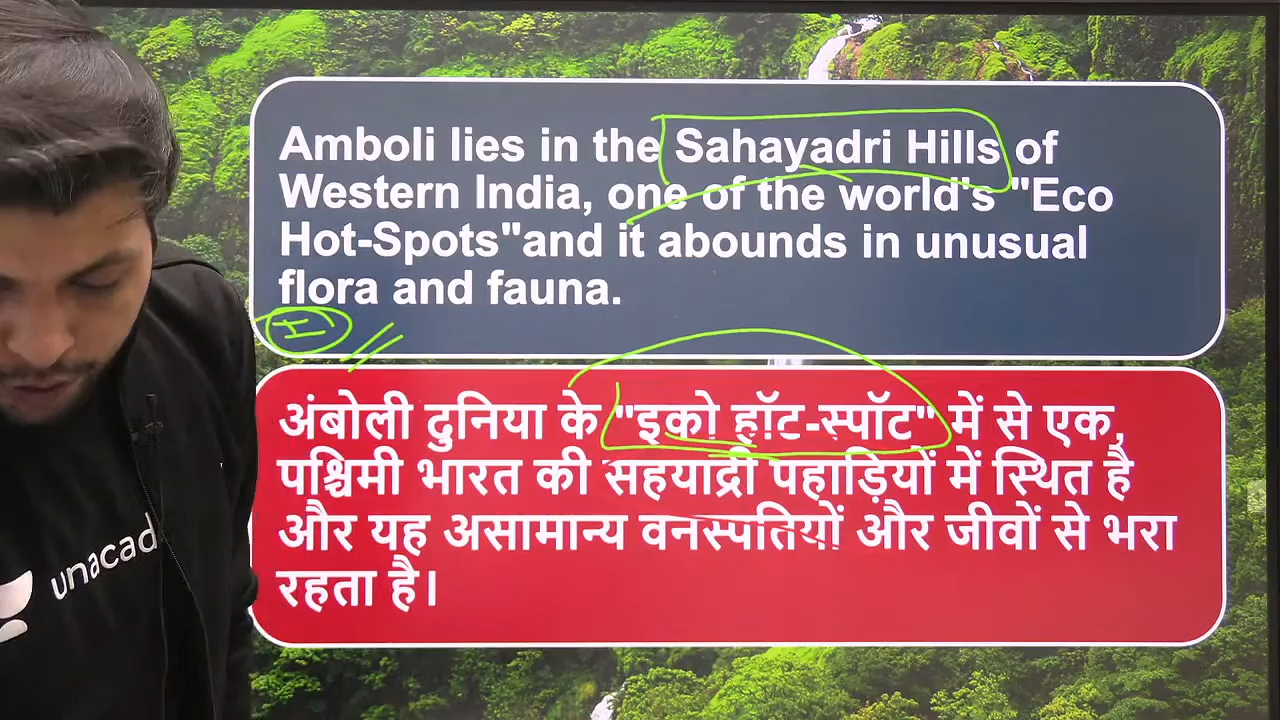 Amboli lies in the Sahayadri Hills of
Western India, one of the world's "Eco
Hot-Spots"and it abounds in unusual
flora and fauna.
अंबोली दुनिया के "इको हॉट-स्पॉट" में से एक,
पश्चिमी भारत की सहयाद्री पहाड़ियों में स्थित है
और यह असामान्य वनस्पतियों और जीवों से भरा
रहता है।
unacad